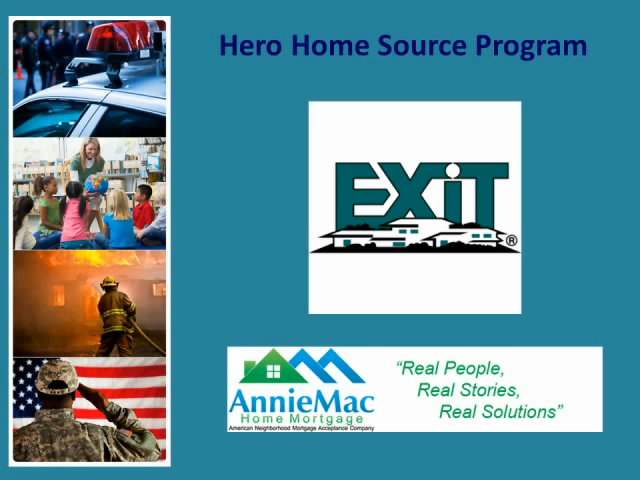 Hero Home Source Program
EXiT
®
AnnieMac
Home Mortgage
American Neighborhood Mortgage Acceptance Company
“Real People,
Real Stories,
Real Solutions”